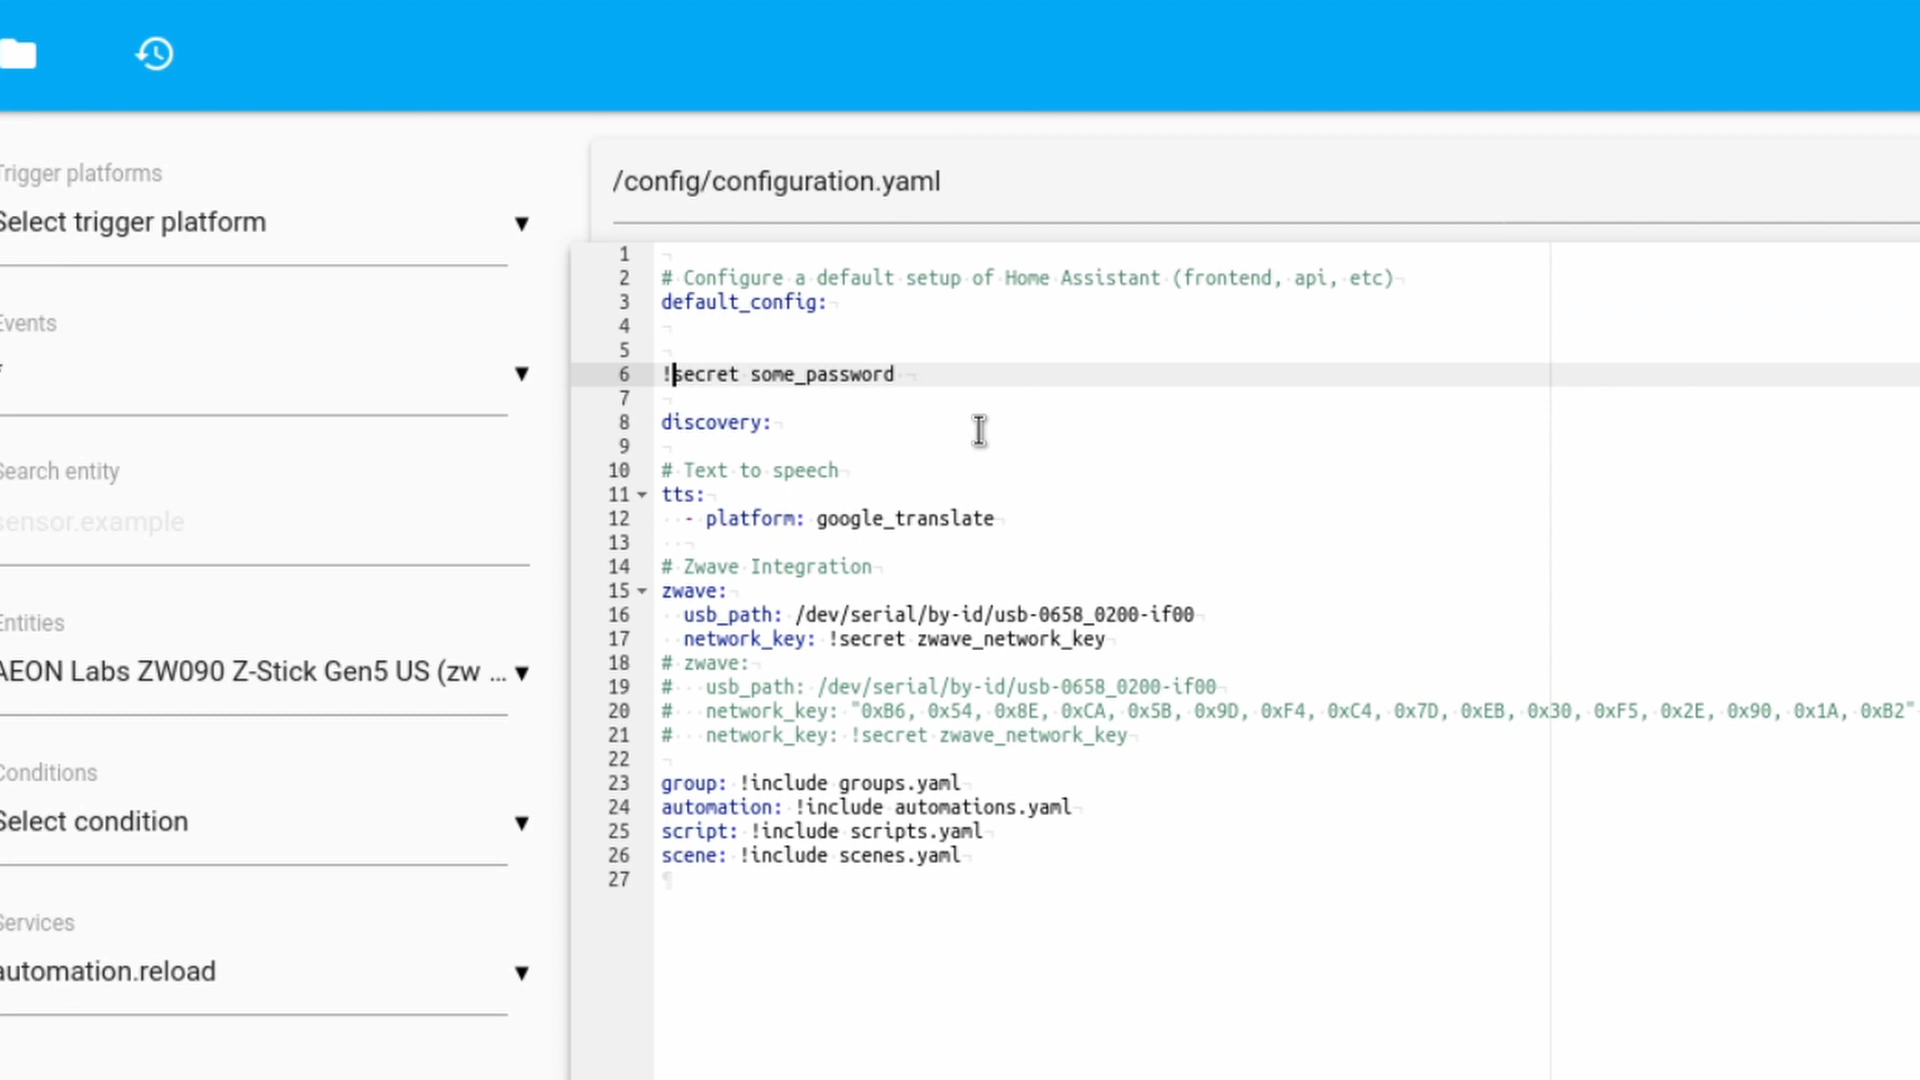 Trigger platforms
Select trigger platform
Events
Search entity
sensor.example
Entities
AEON Labs ZW090 Z-Stick Gen5 US (zw ...
Conditions
Select condition
Services
automation.reload
/config/configuration.yaml
1
2 # Configure a default setup of Home Assistant (frontend, api, etc)
3 default_config:
4
5
6 !secret some_password
7
8 discovery:
9
10 # Text to speech
11 tts:
12   - platform: google_translate
13
14 # Zwave Integration
15 zwave:
16   usb_path: /dev/serial/by-id/usb-0658_0200-if00
17   network_key: !secret zwave_network_key
18 # zwave:
19 #   usb_path: /dev/serial/by-id/usb-0658_0200-if00
20 #   network_key: "0xB6, 0x54, 0x8E, 0xCA, 0x5B, 0x9D, 0xF4, 0xC4, 0x7D, 0xEB, 0x30, 0xF5, 0x2E, 0x90, 0x1A, 0xB2"
21 #   network_key: !secret zwave_network_key
22
23 group: !include groups.yaml
24 automation: !include automations.yaml
25 script: !include scripts.yaml
26 scene: !include scenes.yaml
27